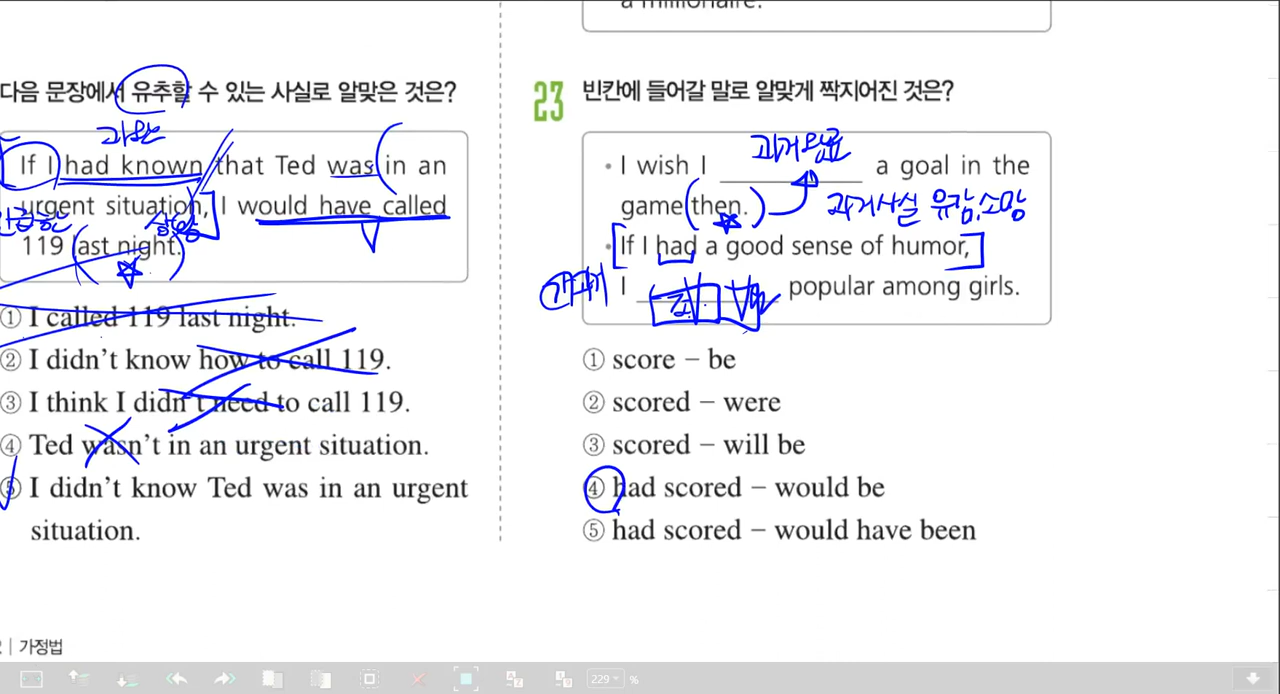 a millionaire.
다음 문장에서 유추할 수 있는 사실로 알맞은 것은?
과완
If I had known that Ted was in an
urgent situation, I would have called
상황
119 last night.
① I called 119 last night.
② I didn't know how to call 119.
③ I think I didn't need to call 119.
④ Ted wasn't in an urgent situation.
⑤ I didn't know Ted was in an urgent
situation.
| 가정법
23 빈칸에 들어갈 말로 알맞게 짝지어진 것은?
과거완료
• I wish I ________ a goal in the
game then.
과거사실 유감, 소망
• If I had a good sense of humor,
I ________ popular among girls.
① score – be
② scored – were
③ scored – will be
④ had scored – would be
⑤ had scored – would have been
229 %